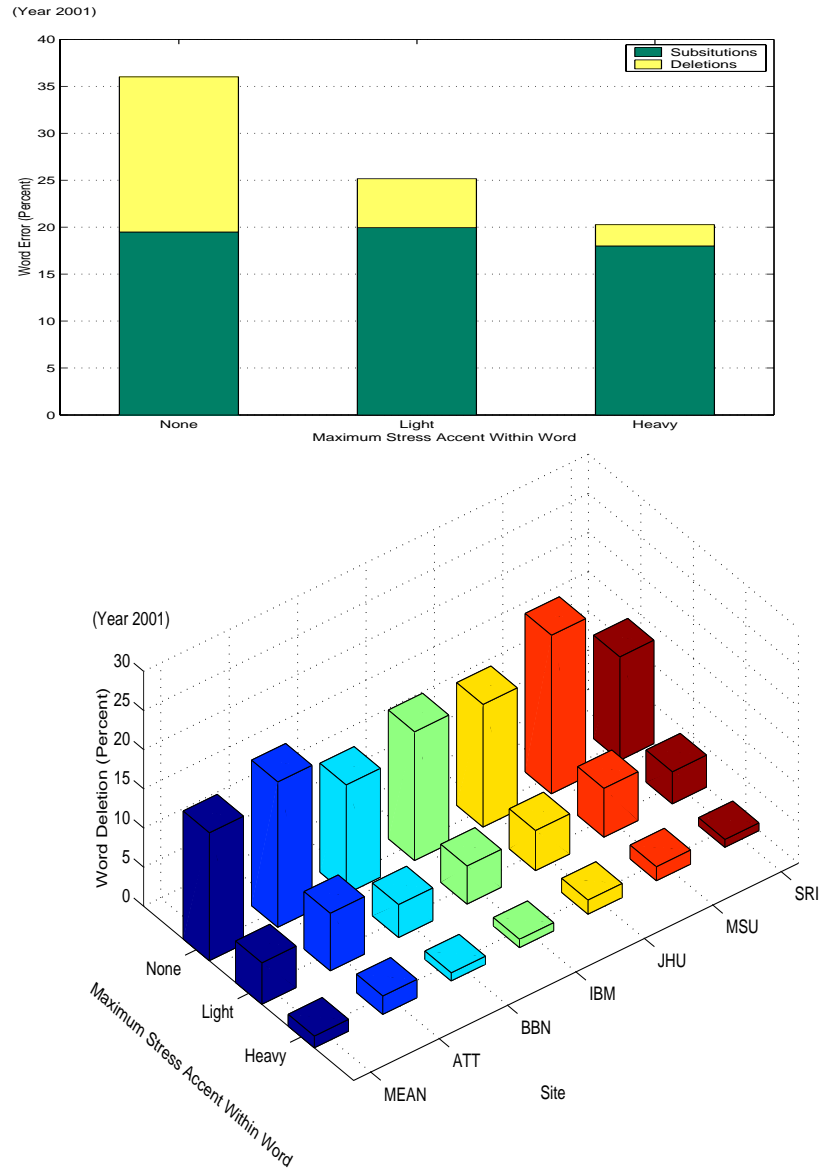 (Year 2001)
40
35
30
25
20
15
10
5
0
Word Error (Percent)
Subsitutions
Deletions
None Light Heavy
Maximum Stress Accent Within Word
(Year 2001)
30
25
20
15
10
5
0
Word Deletion (Percent)
None
Light
Heavy
Maximum Stress Accent Within Word
SRI
MSU
JHU
IBM
BBN
ATT
MEAN
Site